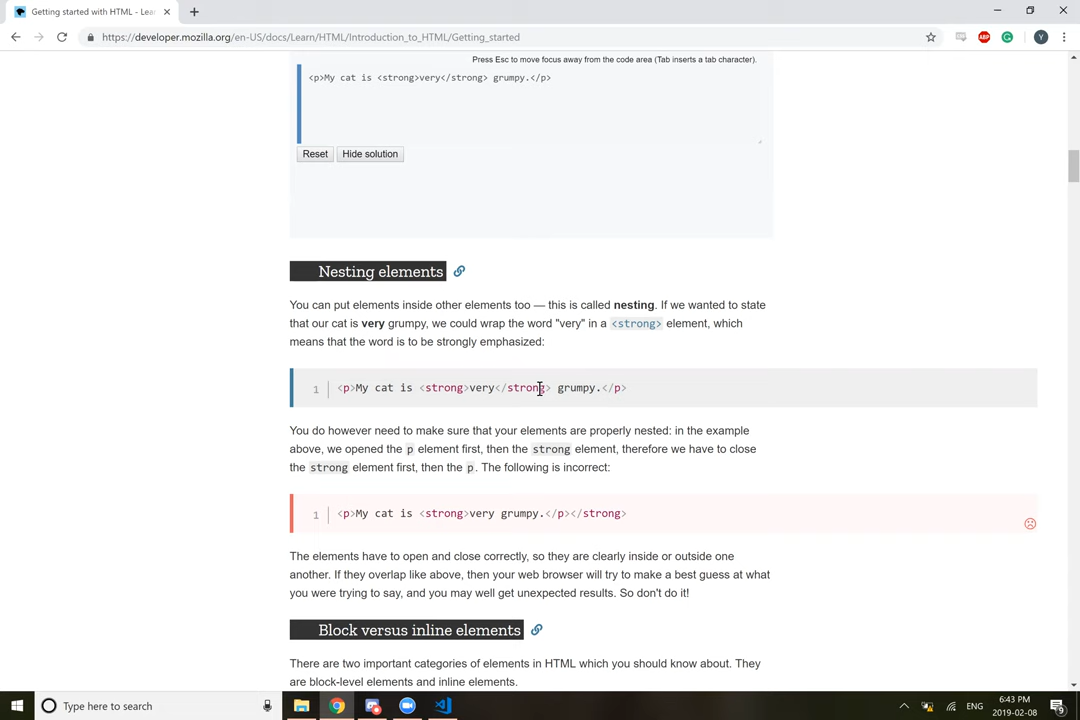 Getting started with HTML - Lea
https://developer.mozilla.org/en-US/docs/Learn/HTML/Introduction_to_HTML/Getting_started
ABP
G
Y
Press Esc to move focus away from the code area (Tab inserts a tab character).
<p>My cat is <strong>very</strong> grumpy.</p>
Reset
Hide solution
Nesting elements
You can put elements inside other elements too — this is called nesting. If we wanted to state
that our cat is very grumpy, we could wrap the word "very" in a <strong> element, which
means that the word is to be strongly emphasized:
1 <p>My cat is <strong>very</strong> grumpy.</p>
You do however need to make sure that your elements are properly nested: in the example
above, we opened the p element first, then the strong element, therefore we have to close
the strong element first, then the p. The following is incorrect:
1 <p>My cat is <strong>very grumpy.</p></strong>
The elements have to open and close correctly, so they are clearly inside or outside one
another. If they overlap like above, then your web browser will try to make a best guess at what
you were trying to say, and you may well get unexpected results. So don't do it!
Block versus inline elements
There are two important categories of elements in HTML which you should know about. They
are block-level elements and inline elements.
Type here to search
ENG
6:43 PM
2019-02-08